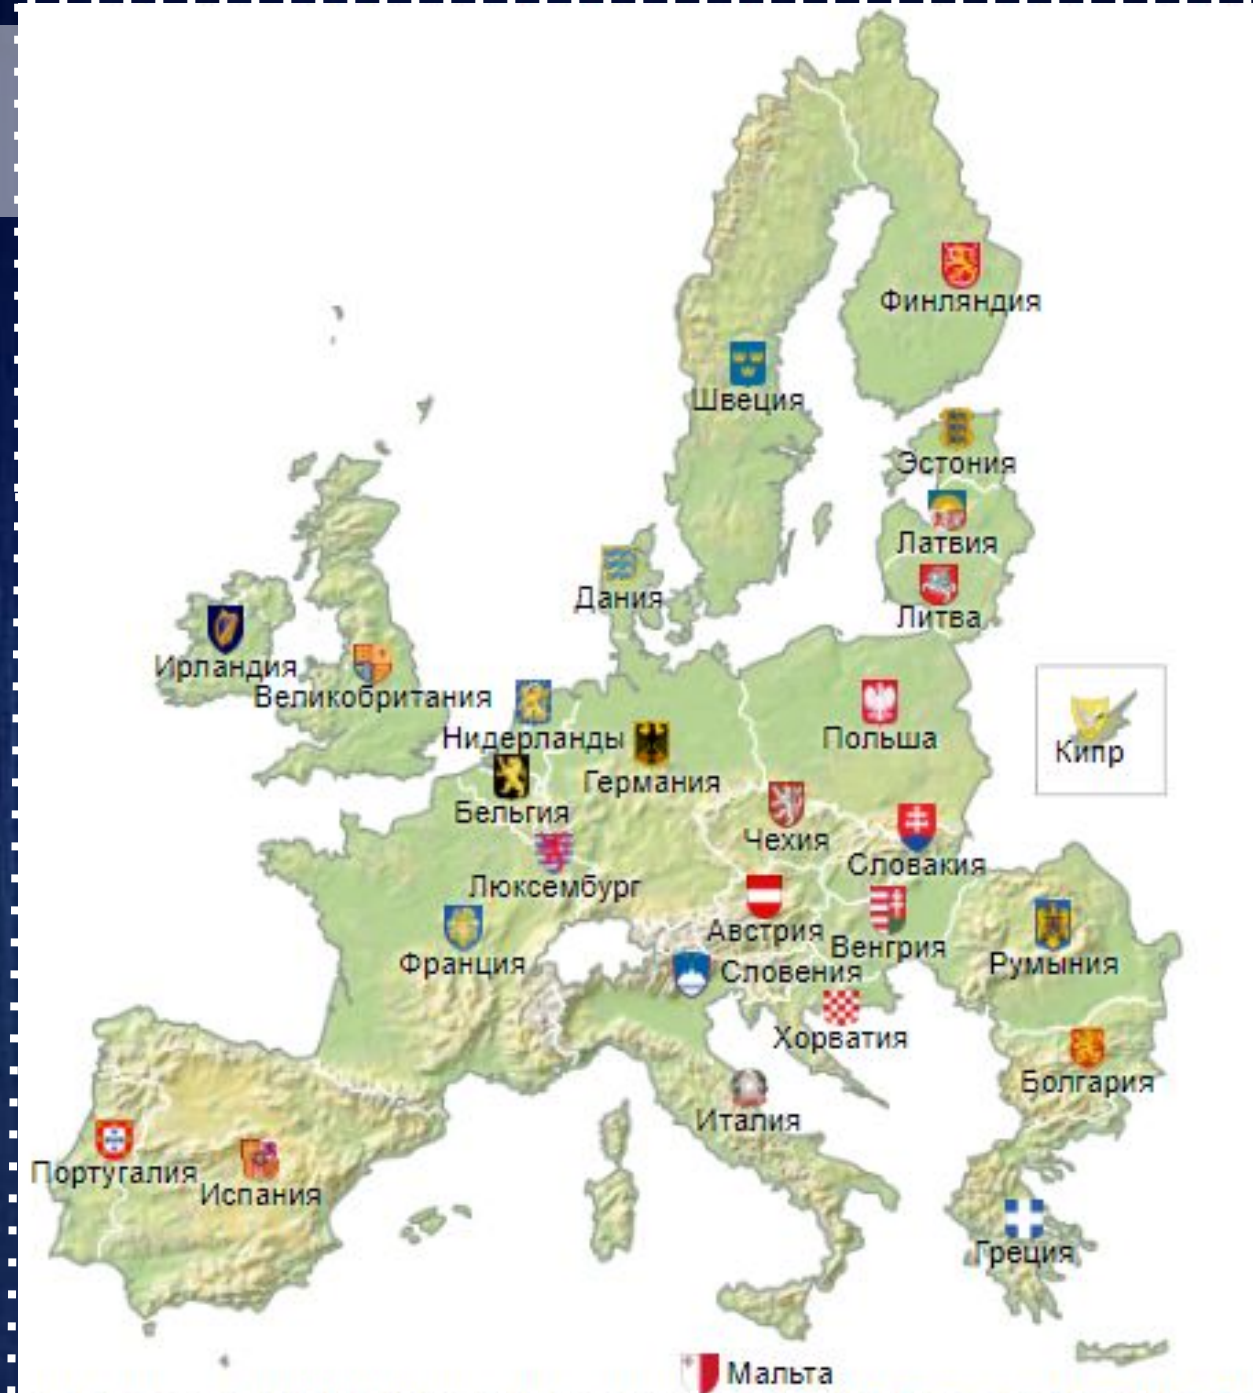 Финляндия
Швеция
Эстония
Латвия
Дания
Литва
Ирландия
Великобритания
Нидерланды
Польша
Кипр
Германия
Бельгия
Чехия
Словакия
Люксембург
Австрия
Венгрия
Франция
Словения
Румыния
Хорватия
Болгария
Италия
Португалия
Испания
Греция
Мальта